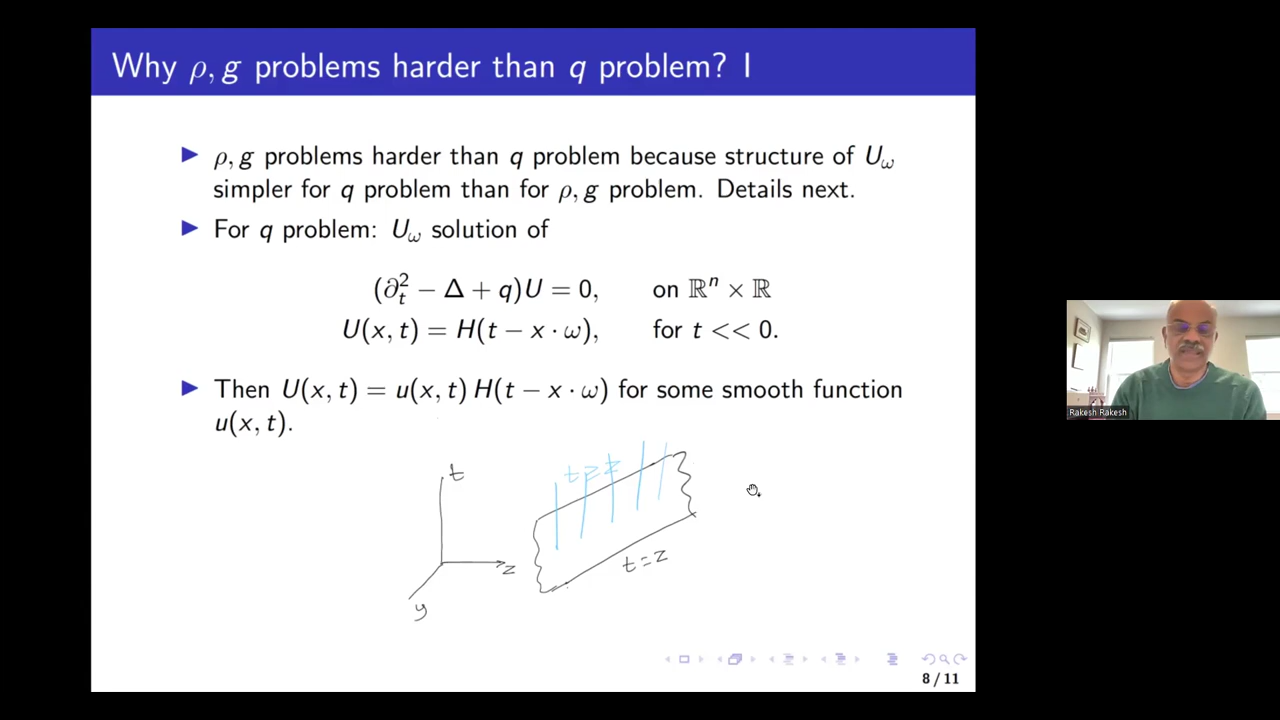 Why ρ, g problems harder than q problem? I
ρ, g problems harder than q problem because structure of U_ω
simpler for q problem than for ρ, g problem. Details next.
For q problem: U_ω solution of
(∂_t^2 − Δ + q)U = 0, on ℝ^n × ℝ
U(x, t) = H(t − x · ω), for t << 0.
Then U(x, t) = u(x, t) H(t − x · ω) for some smooth function
u(x, t).
t
z
y
t ≥ z
t = z
Rakesh Rakesh
8 / 11